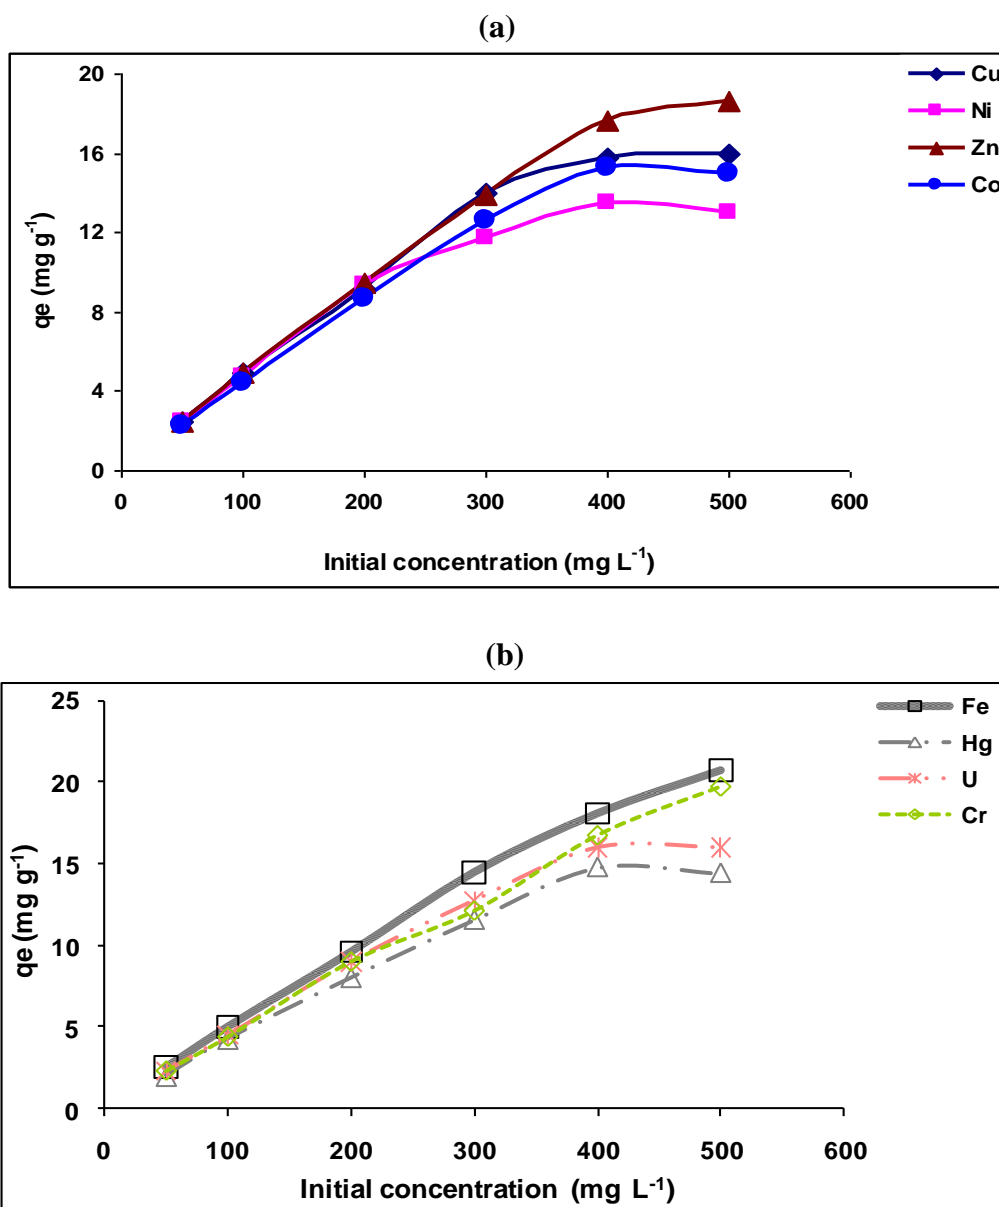 (a)
20
16
12
8
4
0
qe (mg g-1)
0 100 200 300 400 500 600
Initial concentration (mg L-1)
Cu
Ni
Zn
Co
(b)
25
20
15
10
5
0
qe (mg g-1)
0 100 200 300 400 500 600
Initial concentration (mg L-1)
Fe
Hg
U
Cr